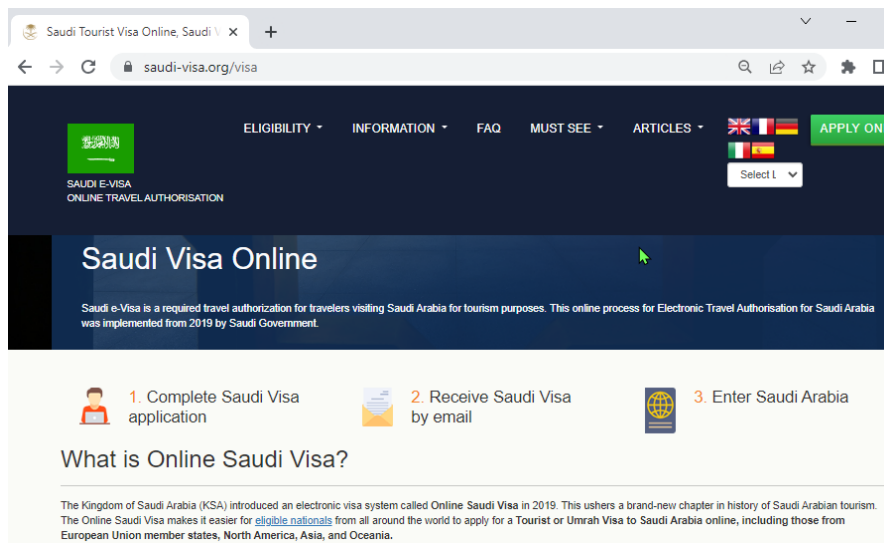 Saudi Tourist Visa Online, Saudi V
saudi-visa.org/visa
ELIGIBILITY INFORMATION FAQ MUST SEE ARTICLES
APPLY ON
Select L
SAUDI E-VISA
ONLINE TRAVEL AUTHORISATION
Saudi Visa Online
Saudi e-Visa is a required travel authorization for travelers visiting Saudi Arabia for tourism purposes. This online process for Electronic Travel Authorisation for Saudi Arabia
was implemented from 2019 by Saudi Government.
1. Complete Saudi Visa
application
2. Receive Saudi Visa
by email
3. Enter Saudi Arabia
What is Online Saudi Visa?
The Kingdom of Saudi Arabia (KSA) introduced an electronic visa system called Online Saudi Visa in 2019. This ushers a brand-new chapter in history of Saudi Arabian tourism.
The Online Saudi Visa makes it easier for eligible nationals from all around the world to apply for a Tourist or Umrah Visa to Saudi Arabia online, including those from
European Union member states, North America, Asia, and Oceania.